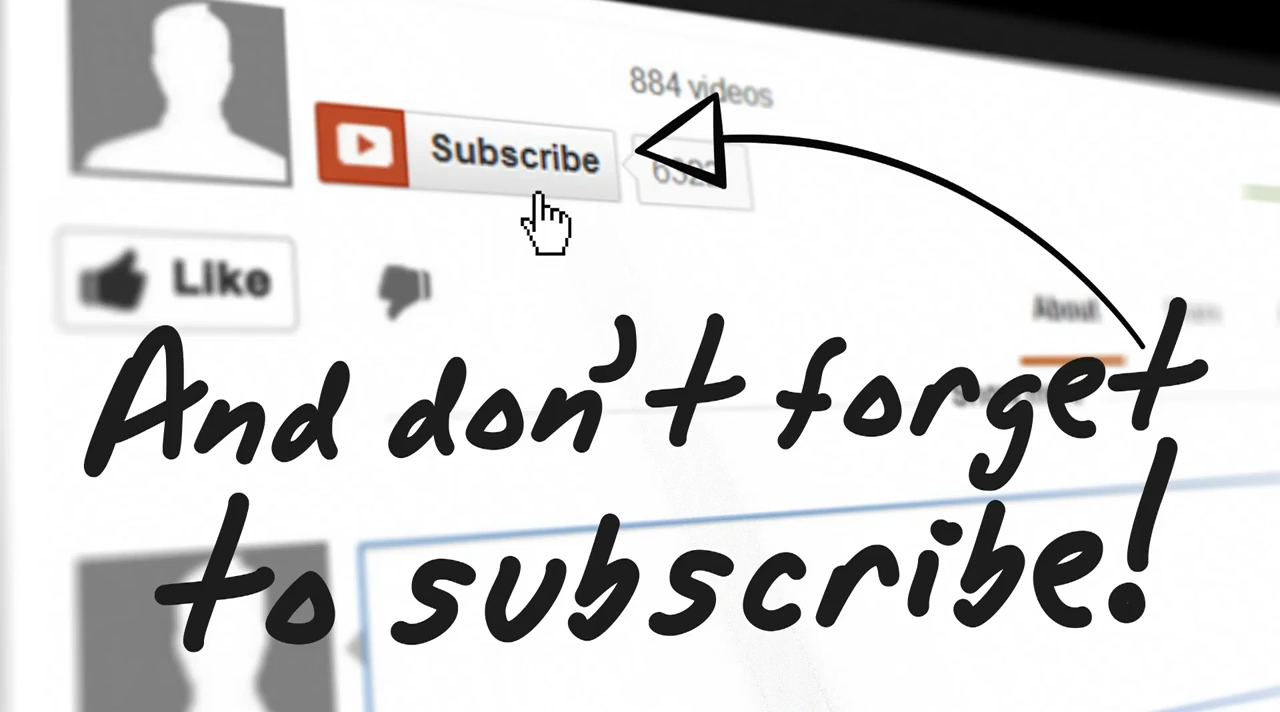 884 videos
Subscribe
Like
About
And don't forget
to subscribe!